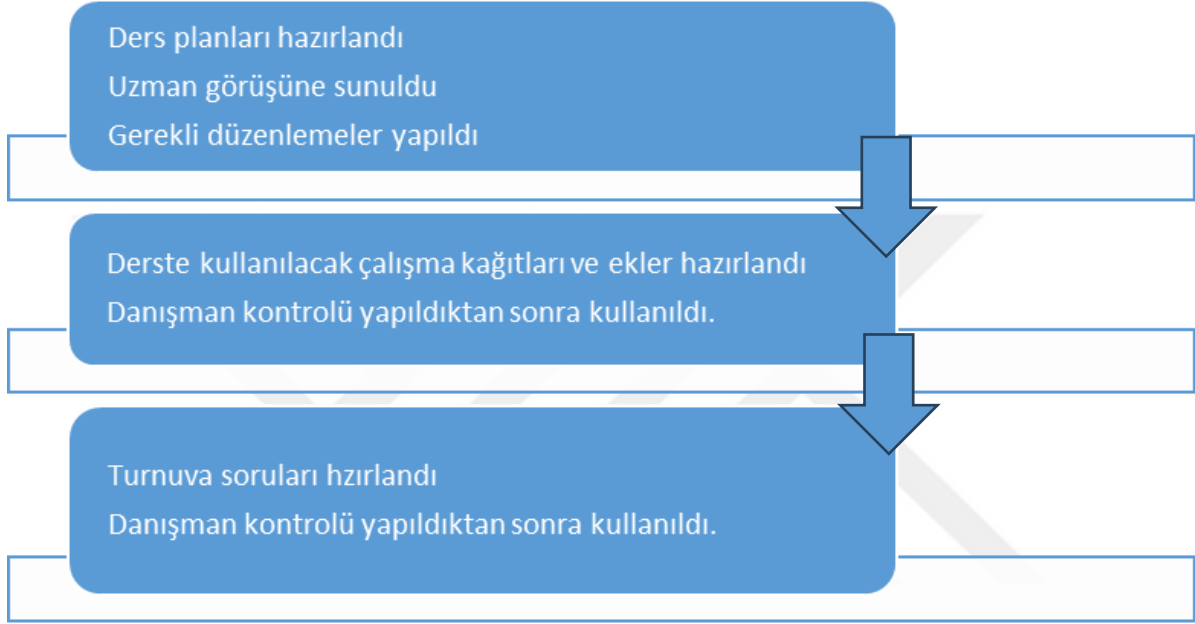 Ders planları hazırlandı
Uzman görüşüne sunuldu
Gerekli düzenlemeler yapıldı
Derste kullanılacak çalışma kağıtları ve ekler hazırlandı
Danışman kontrolü yapıldıktan sonra kullanıldı.
Turnuva soruları hzırlandı
Danışman kontrolü yapıldıktan sonra kullanıldı.